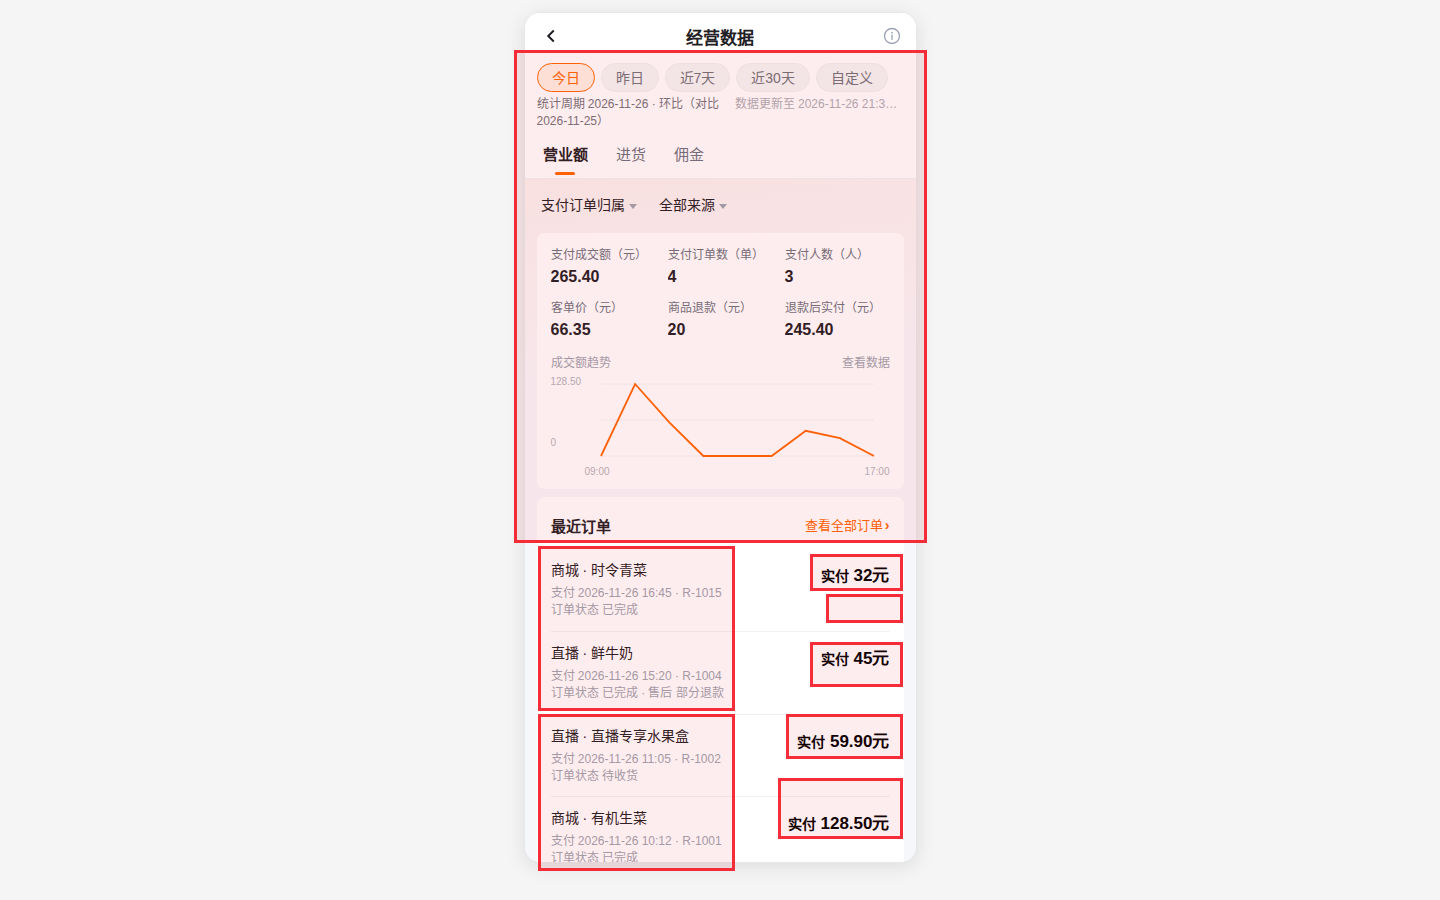 经营数据
今日 昨日 近7天 近30天 自定义
统计周期 2026-11-26 · 环比（对比 2026-11-25） 数据更新至 2026-11-26 21:3…
营业额 进货 佣金
支付订单归属 全部来源
支付成交额（元） 支付订单数（单） 支付人数（人）
265.40 4 3
客单价（元） 商品退款（元） 退款后实付（元）
66.35 20 245.40
成交额趋势 查看数据
128.50
0
09:00 17:00
最近订单 查看全部订单›
商城 · 时令青菜 实付 32元
支付 2026-11-26 16:45 · R-1015
订单状态 已完成
直播 · 鲜牛奶 实付 45元
支付 2026-11-26 15:20 · R-1004
订单状态 已完成 · 售后 部分退款
直播 · 直播专享水果盒 实付 59.90元
支付 2026-11-26 11:05 · R-1002
订单状态 待收货
商城 · 有机生菜 实付 128.50元
支付 2026-11-26 10:12 · R-1001
订单状态 已完成